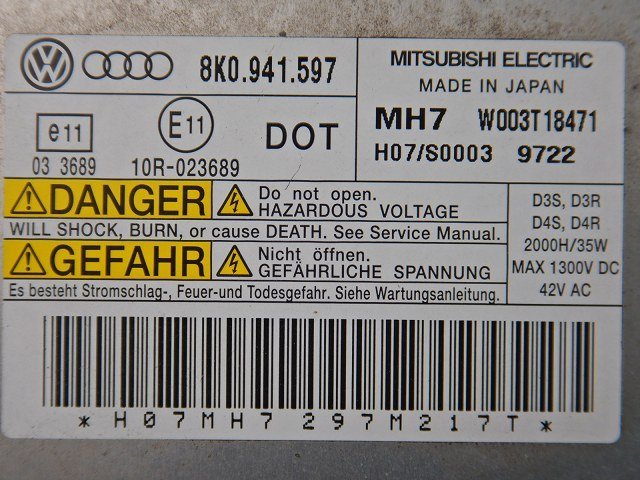 8K0.941.597
MITSUBISHI ELECTRIC
MADE IN JAPAN
e11
E11
DOT
MH7 W003T18471
03 3689 10R-023689
H07/S0003 9722
DANGER
Do not open.
HAZARDOUS VOLTAGE
WILL SHOCK, BURN, or cause DEATH. See Service Manual.
GEFAHR
Nicht öffnen.
GEFÄHRLICHE SPANNUNG
Es besteht Stromschlag-, Feuer-und Todesgefahr. Siehe Wartungsanleitung.
D3S, D3R
D4S, D4R
2000H/35W
MAX 1300V DC
42V AC
*H07MH7297M217T*